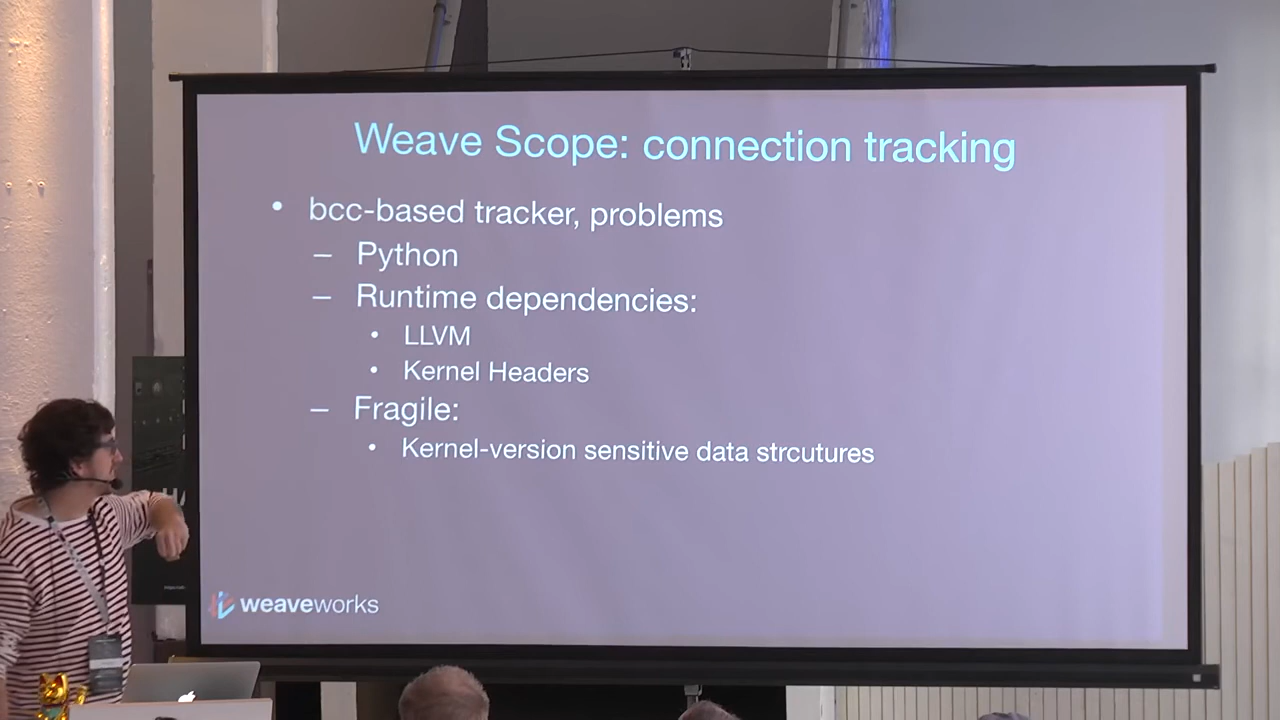 Weave Scope: connection tracking
• bcc-based tracker, problems
– Python
– Runtime dependencies:
• LLVM
• Kernel Headers
– Fragile:
• Kernel-version sensitive data strcutures
weaveworks